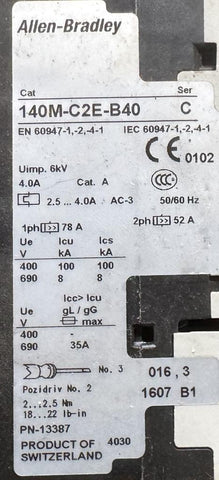 Allen-Bradley
Cat Ser
140M-C2E-B40 C
EN 60947-1,-2,-4-1 IEC 60947-1,-2,-4-1
CE 0102
Uimp. 6kV
4.0A Cat. A CCC
2.5 ... 4.0A AC-3 50/60 Hz
1ph 78 A 2ph 52 A
Ue Icu Ics
V kA kA
400 100 100
690 8 8
Icc> Icu
Ue gL / gG
V max
400 -
690 35A
No. 3 016 , 3
Pozidriv No. 2 1607 B1
2...2,5 Nm
18...22 lb-in
PN-13387
PRODUCT OF 4030
SWITZERLAND